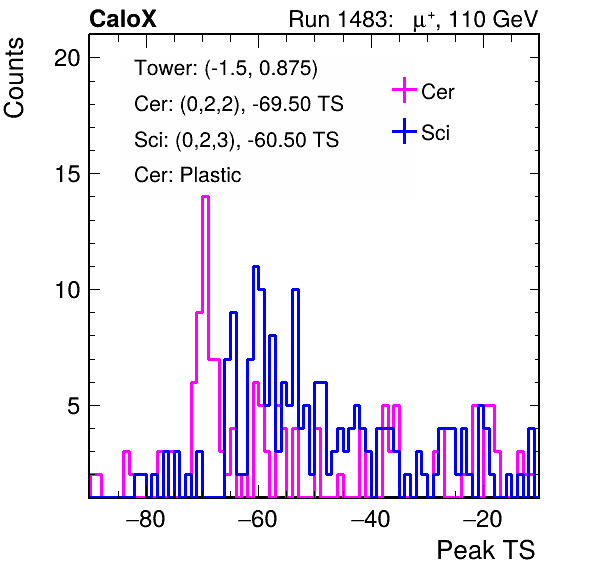 CaloX Run 1483: μ⁺, 110 GeV
Counts
20
15
10
5
Tower: (-1.5, 0.875)
Cer: (0,2,2), -69.50 TS
Sci: (0,2,3), -60.50 TS
Cer: Plastic
Cer
Sci
−80 −60 −40 −20
Peak TS